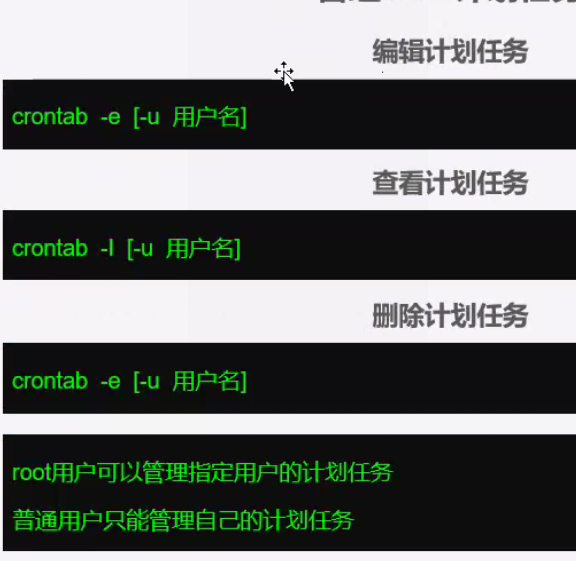 编辑计划任务
crontab -e [-u 用户名]
查看计划任务
crontab -l [-u 用户名]
删除计划任务
crontab -e [-u 用户名]
root用户可以管理指定用户的计划任务
普通用户只能管理自己的计划任务